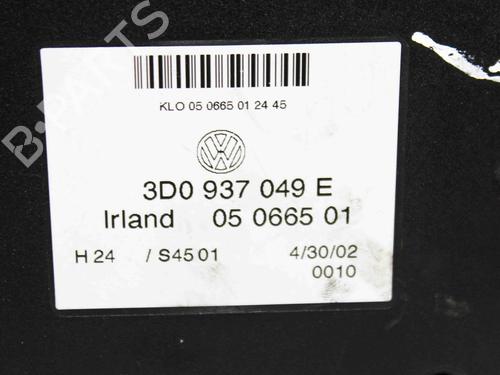 B-PARTS
KLO 05 0665 01 24 45
3D0 937 049 E
Irland 05 0665 01
H 24 / S45 01 4/30/02
0010